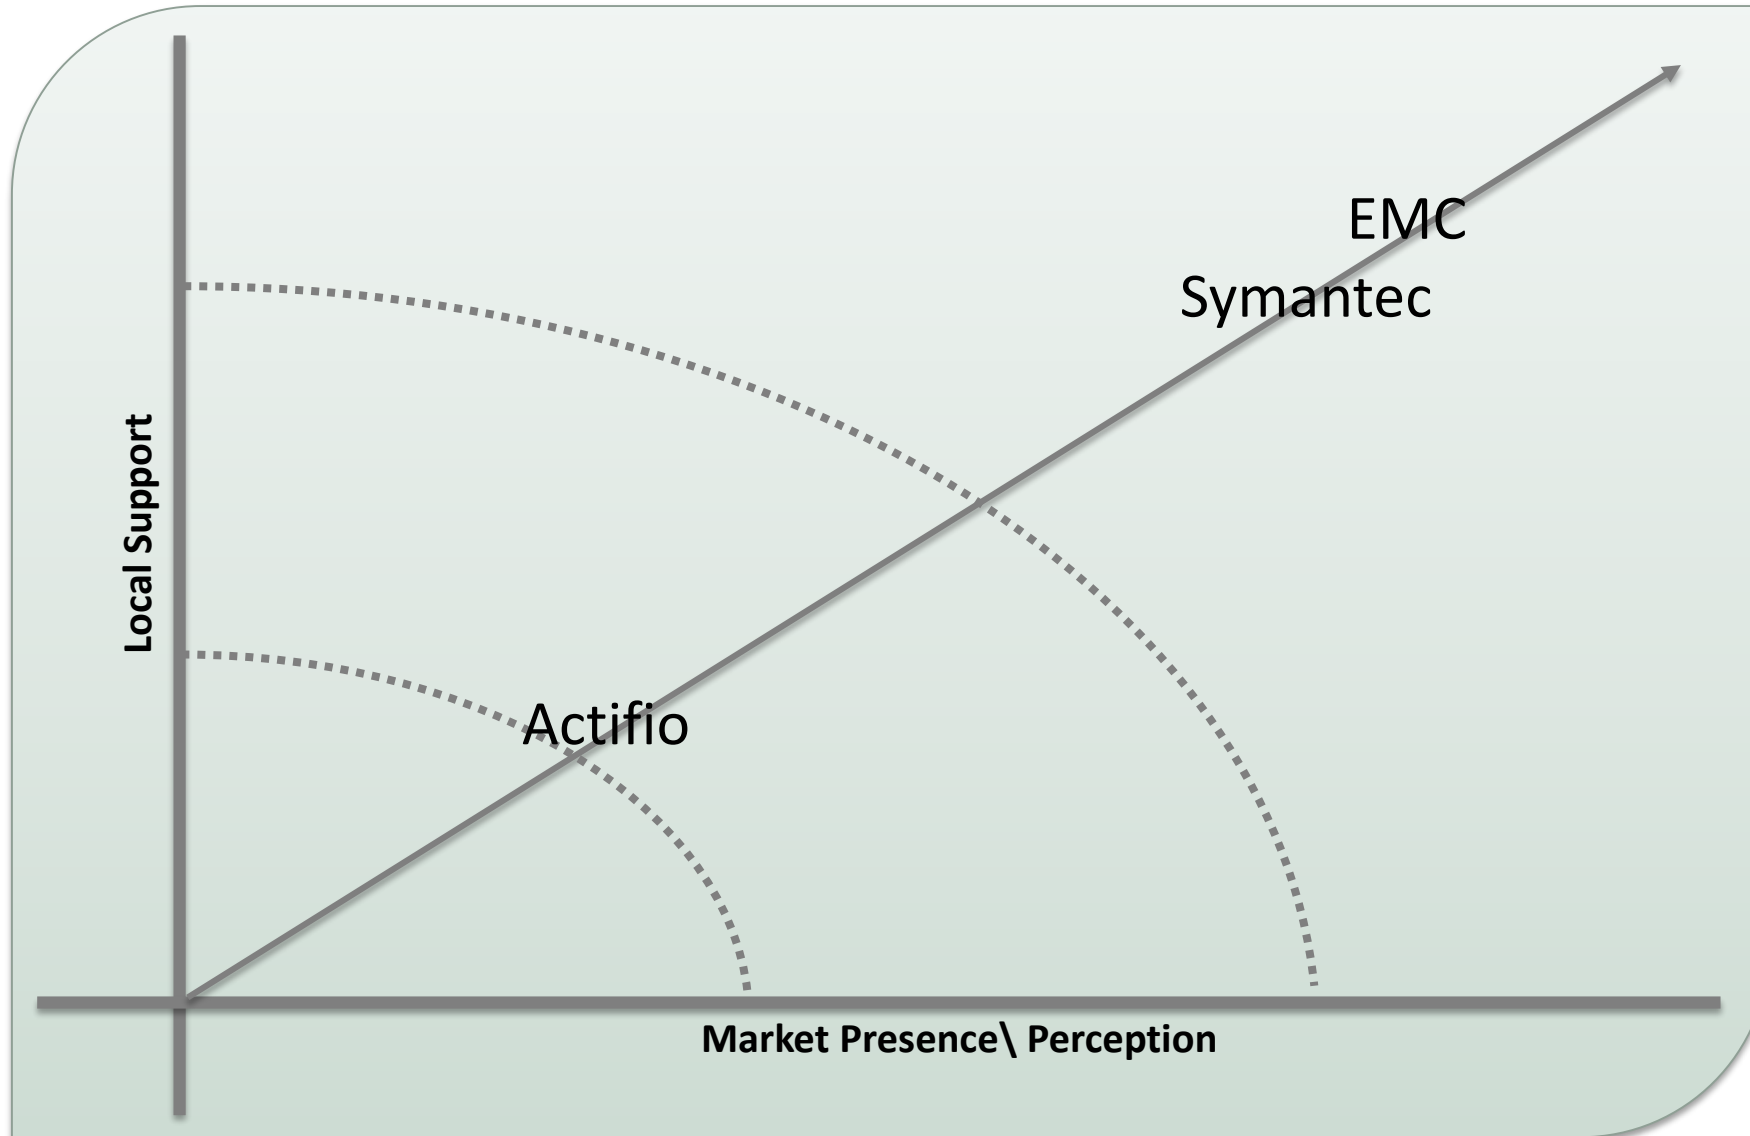 EMC
Symantec
Local Support
Actifio
Market Presence\ Perception